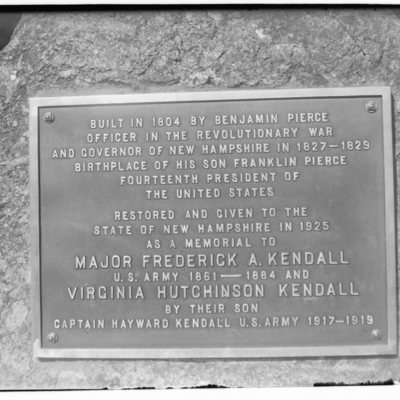 BUILT IN 1804 BY BENJAMIN PIERCE
OFFICER IN THE REVOLUTIONARY WAR
AND GOVERNOR OF NEW HAMPSHIRE IN 1827–1829
BIRTHPLACE OF HIS SON FRANKLIN PIERCE
FOURTEENTH PRESIDENT OF
THE UNITED STATES
RESTORED AND GIVEN TO THE
STATE OF NEW HAMPSHIRE IN 1925
AS A MEMORIAL TO
MAJOR FREDERICK A. KENDALL
U.S. ARMY 1861 — 1884 AND
VIRGINIA HUTCHINSON KENDALL
BY THEIR SON
CAPTAIN HAYWARD KENDALL U.S. ARMY 1917–1919